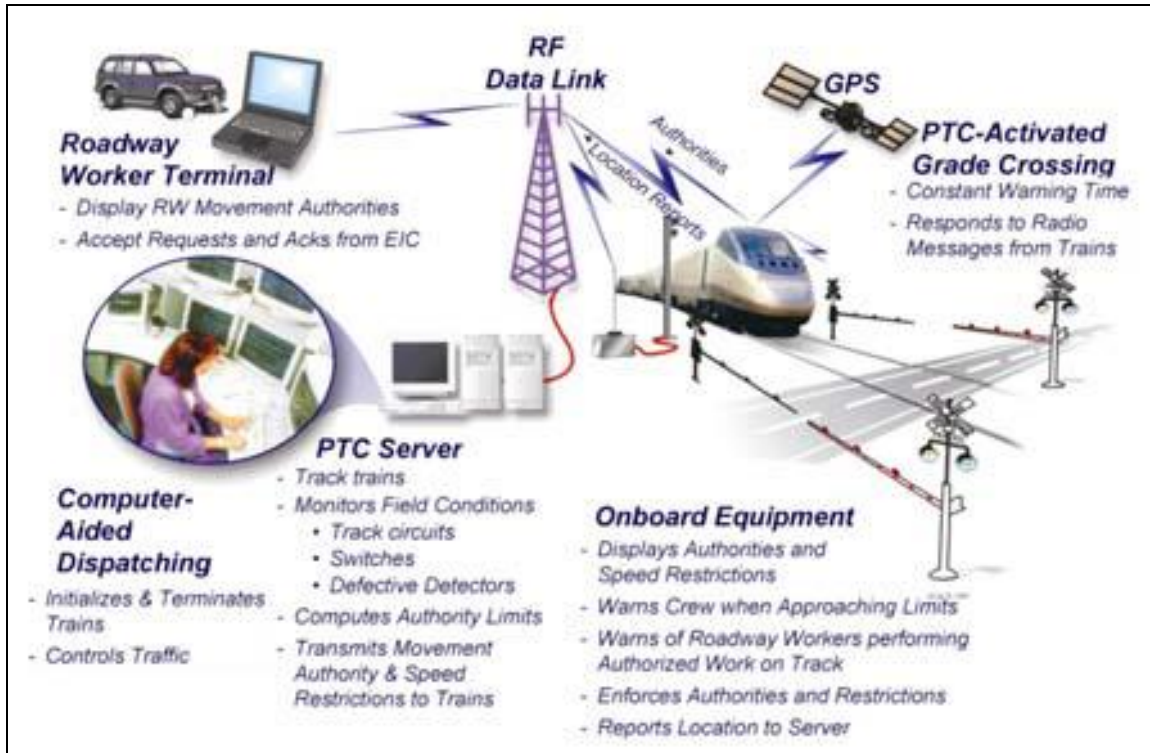 RF
Data Link
GPS
Roadway
Worker Terminal
- Display RW Movement Authorities
- Accept Requests and Acks from EIC
• Authorities
• Location Reports
PTC-Activated
Grade Crossing
- Constant Warning Time
- Responds to Radio
Messages from Trains
Computer-
Aided
Dispatching
- Initializes & Terminates
Trains
- Controls Traffic
PTC Server
- Track trains
- Monitors Field Conditions
• Track circuits
• Switches
• Defective Detectors
- Computes Authority Limits
- Transmits Movement
Authority & Speed
Restrictions to Trains
Onboard Equipment
- Displays Authorities and
Speed Restrictions
- Warns Crew when Approaching Limits
- Warns of Roadway Workers performing
Authorized Work on Track
- Enforces Authorities and Restrictions
- Reports Location to Server